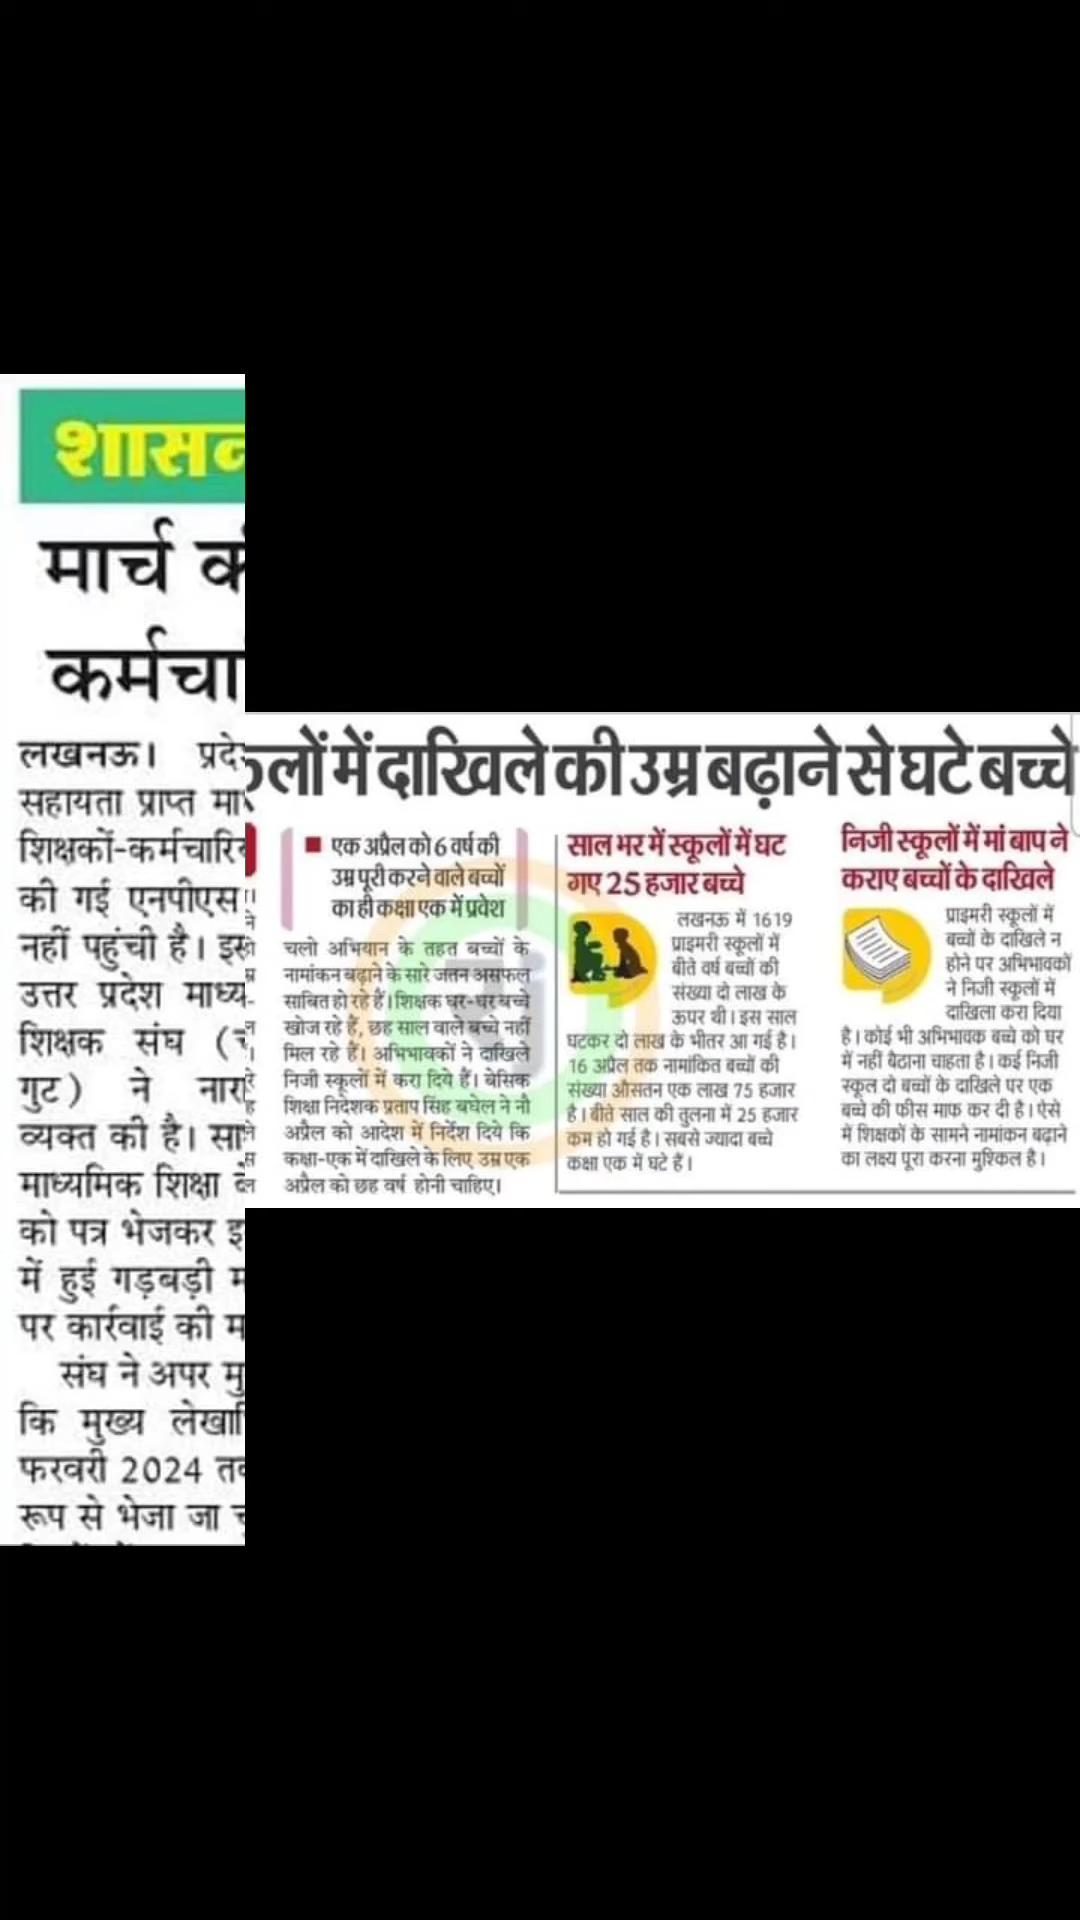 शासन
मार्च की
कर्मचा
लखनऊ। प्रदे
सहायता प्राप्त मा
शिक्षकों-कर्मचारि
की गई एनपीएस
नहीं पहुंची है। इस
उत्तर प्रदेश माध्य
शिक्षक संघ (च
गुट) ने नारा
व्यक्त की है। सा
माध्यमिक शिक्षा के
को पत्र भेजकर इ
में हुई गड़बड़ी म
पर कार्रवाई की म
संघ ने अपर मु
कि मुख्य लेखा
फरवरी 2024 तक
रूप से भेजा जा च
लों में दाखिले की उम्र बढ़ाने से घटे बच्चे
एक अप्रैल को 6 वर्ष की
उम्र पूरी करने वाले बच्चों
का ही कक्षा एक में प्रवेश
चलो अभियान के तहत बच्चों के
नामांकन बढ़ाने के सारे जतन असफल
साबित हो रहे हैं। शिक्षक घर-घर बच्चे
खोज रहे हैं, छह साल वाले बच्चे नहीं
मिल रहे हैं। अभिभावकों ने दाखिले
निजी स्कूलों में करा दिये हैं। बेसिक
शिक्षा निदेशक प्रताप सिंह बघेल ने नौ
अप्रैल को आदेश में निर्देश दिये कि
कक्षा-एक में दाखिले के लिए उम्र एक
अप्रैल को छह वर्ष होनी चाहिए।
साल भर में स्कूलों में घट
गए 25 हजार बच्चे
लखनऊ में 1619
प्राइमरी स्कूलों में
बीते वर्ष बच्चों की
संख्या दो लाख के
ऊपर थी। इस साल
घटकर दो लाख के भीतर आ गई है।
16 अप्रैल तक नामांकित बच्चों की
संख्या औसतन एक लाख 75 हजार
है। बीते साल की तुलना में 25 हजार
कम हो गई है। सबसे ज्यादा बच्चे
कक्षा एक में घटे हैं।
निजी स्कूलों में मां बाप ने
कराए बच्चों के दाखिले
प्राइमरी स्कूलों में
बच्चों के दाखिले न
होने पर अभिभावकों
ने निजी स्कूलों में
दाखिला करा दिया
है। कोई भी अभिभावक बच्चे को घर
में नहीं बैठाना चाहता है। कई निजी
स्कूल दो बच्चों के दाखिले पर एक
बच्चे की फीस माफ कर दी है। ऐसे
में शिक्षकों के सामने नामांकन बढ़ाने
का लक्ष्य पूरा करना मुश्किल है।